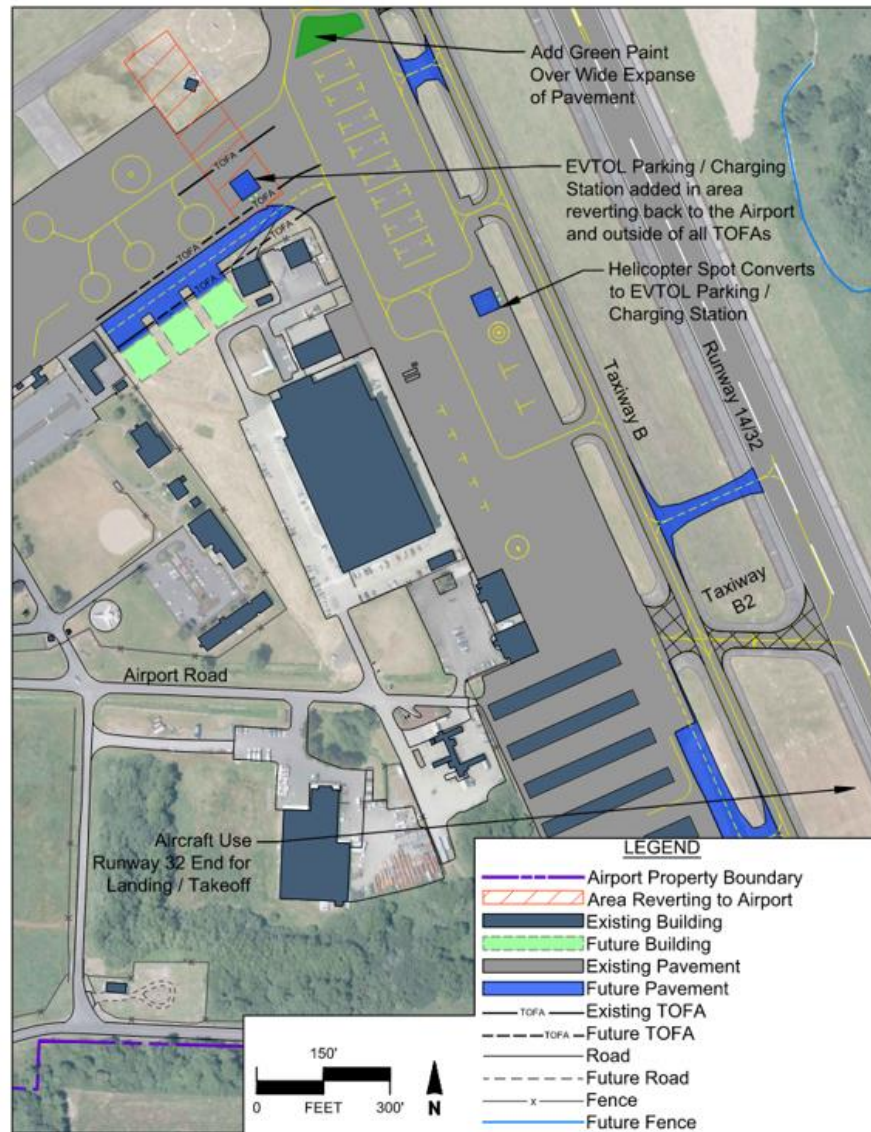 Add Green Paint
Over Wide Expanse
of Pavement
TOFA
EVTOL Parking / Charging
Station added in area
reverting back to the Airport
and outside of all TOFAs
TOFA
TOFA
TOFA
TOFA
Helicopter Spot Converts
to EVTOL Parking /
Charging Station
Taxiway B
Runway 14/32
Taxiway
B2
Airport Road
Aircraft Use
Runway 32 End for
Landing / Takeoff
LEGEND
Airport Property Boundary
Area Reverting to Airport
Existing Building
Future Building
Existing Pavement
Future Pavement
TOFA Existing TOFA
TOFA Future TOFA
Road
Future Road
x Fence
Future Fence
150'
0 FEET 300'
N